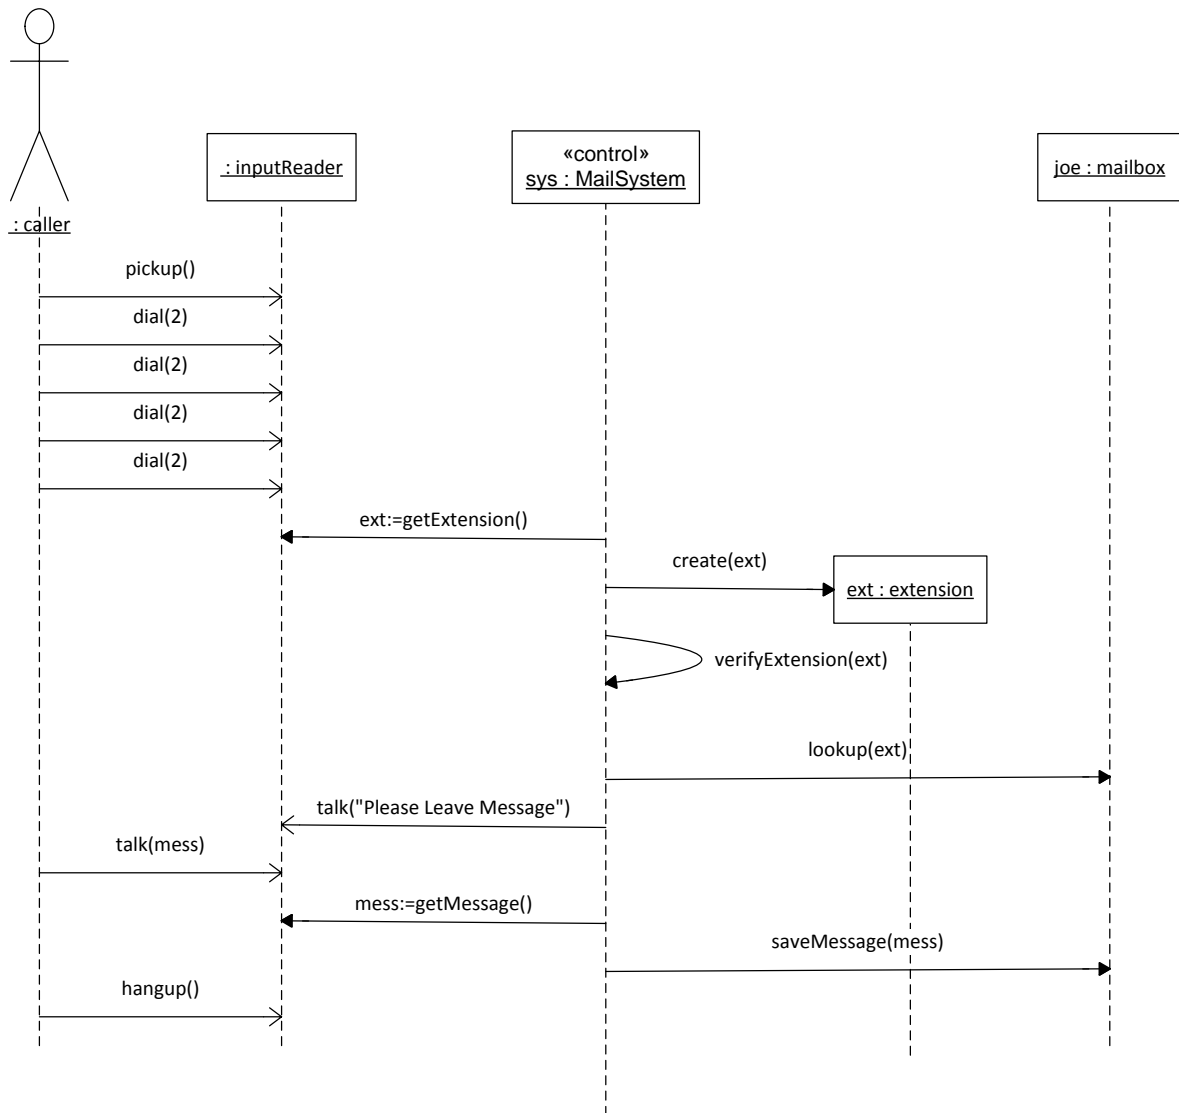 : inputReader
«control»
sys : MailSystem
joe : mailbox
: caller
pickup()
dial(2)
dial(2)
dial(2)
dial(2)
ext:=getExtension()
create(ext)
ext : extension
verifyExtension(ext)
lookup(ext)
talk("Please Leave Message")
talk(mess)
mess:=getMessage()
saveMessage(mess)
hangup()